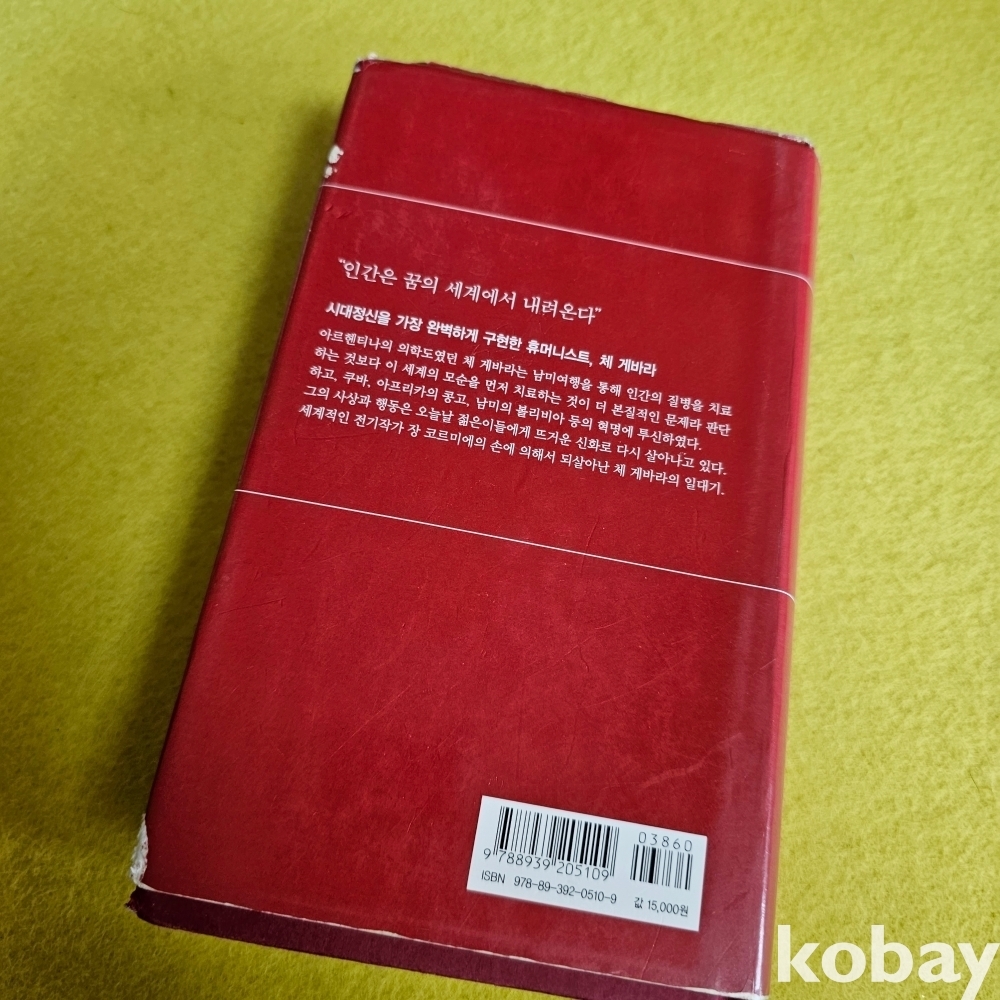 "인간은 꿈의 세계에서 내려온다"
시대정신을 가장 완벽하게 구현한 휴머니스트, 체 게바라
아르헨티나의 의학도였던 체 게바라는 남미여행을 통해 인간의 질병을 치료
하는 것보다 이 세계의 모순을 먼저 치료하는 것이 더 본질적인 문제라 판단
하고, 쿠바, 아프리카의 콩고, 남미의 볼리비아 등의 혁명에 투신하였다.
그의 사상과 행동은 오늘날 젊은이들에게 뜨거운 신화로 다시 살아나고 있다.
세계적인 전기작가 장 코르미에의 손에 의해서 되살아난 체 게바라의 일대기.
03860
9 788939 205109
ISBN 978-89-392-0510-9
값 15,000원
kobay